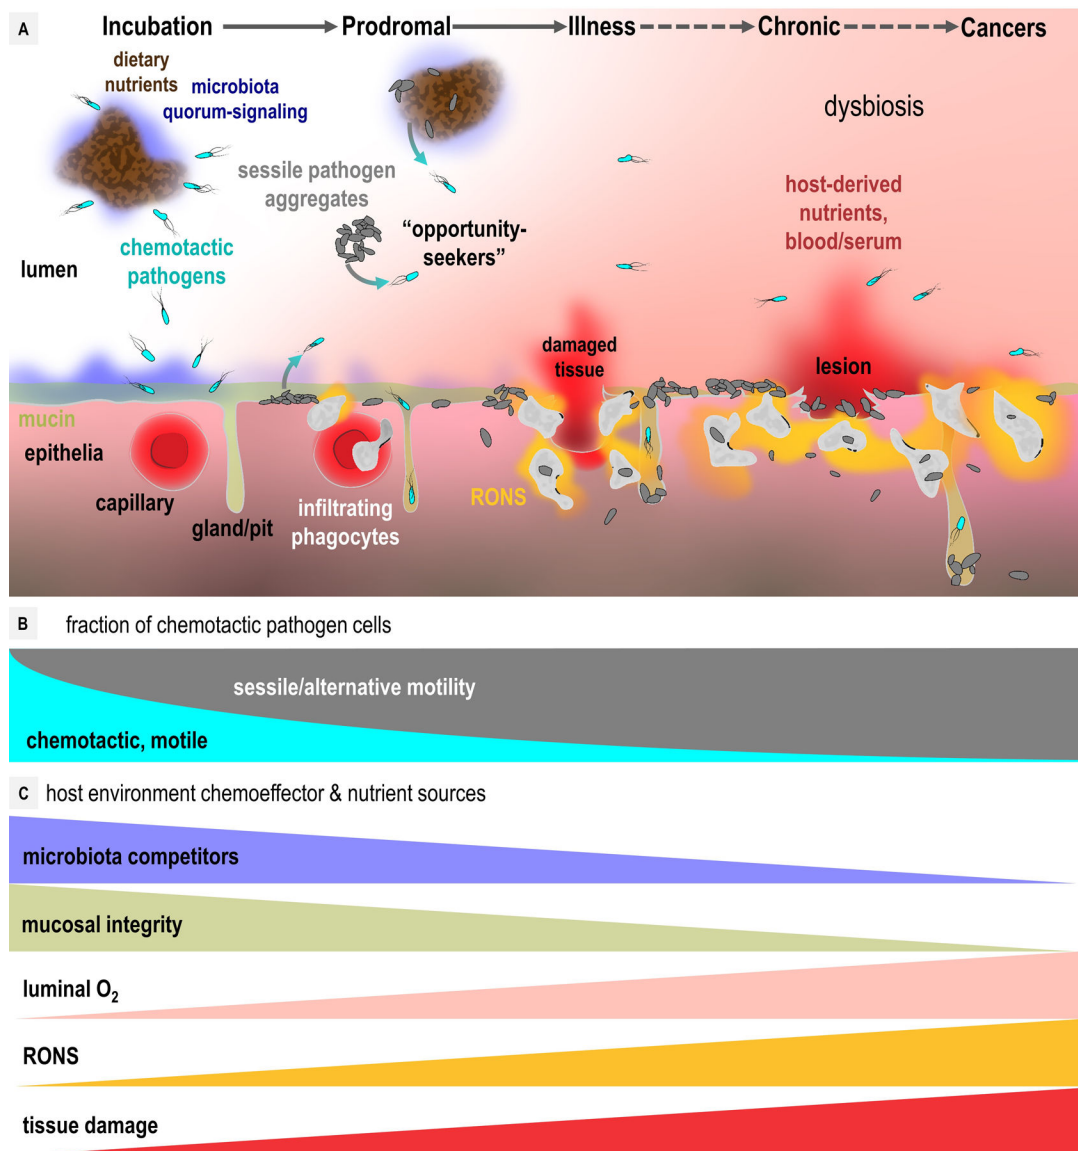 A
Incubation
Prodromal
Illness
Chronic
Cancers
dietary
nutrients
microbiota
quorum-signaling
dysbiosis
sessile pathogen
aggregates
host-derived
nutrients,
blood/serum
"opportunity-
seekers"
chemotactic
pathogens
lumen
damaged
tissue
lesion
mucin
epithelia
capillary
gland/pit
infiltrating
phagocytes
RONS
B
fraction of chemotactic pathogen cells
sessile/alternative motility
chemotactic, motile
C
host environment chemoeffector & nutrient sources
microbiota competitors
mucosal integrity
luminal O₂
RONS
tissue damage